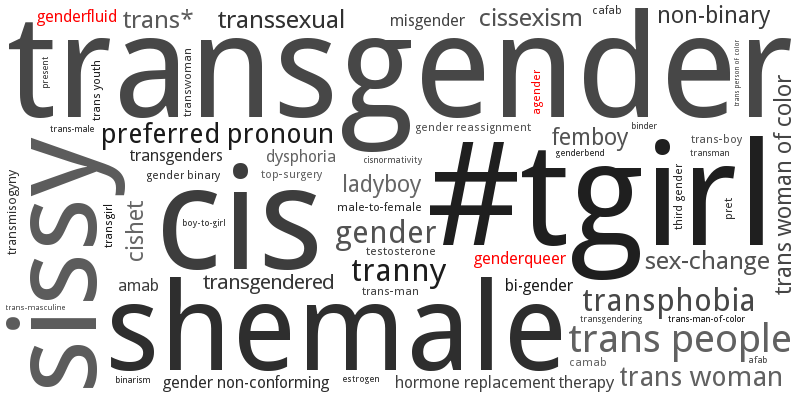 genderfluid
trans*
transsexual
misgender
cissexism
cafab
non-binary
transgender
present
trans youth
transwoman
agender
trans person of color
trans-male
preferred pronoun
gender reassignment
femboy
binder
trans-boy
genderbend
transman
transgenders
dysphoria
cisnormativity
gender binary
top-surgery
ladyboy
#tgirl
third gender
pret
trans woman of color
transmisogyny
sissy
transgirl
cishet
cis
boy-to-girl
male-to-female
gender
testosterone
genderqueer
sex-change
tranny
amab
transgendered
trans-man
bi-gender
transphobia
trans-masculine
shemale
transgendering
trans-man-of-color
trans people
camab
afab
trans woman
binarism
gender non-conforming
estrogen
hormone replacement therapy